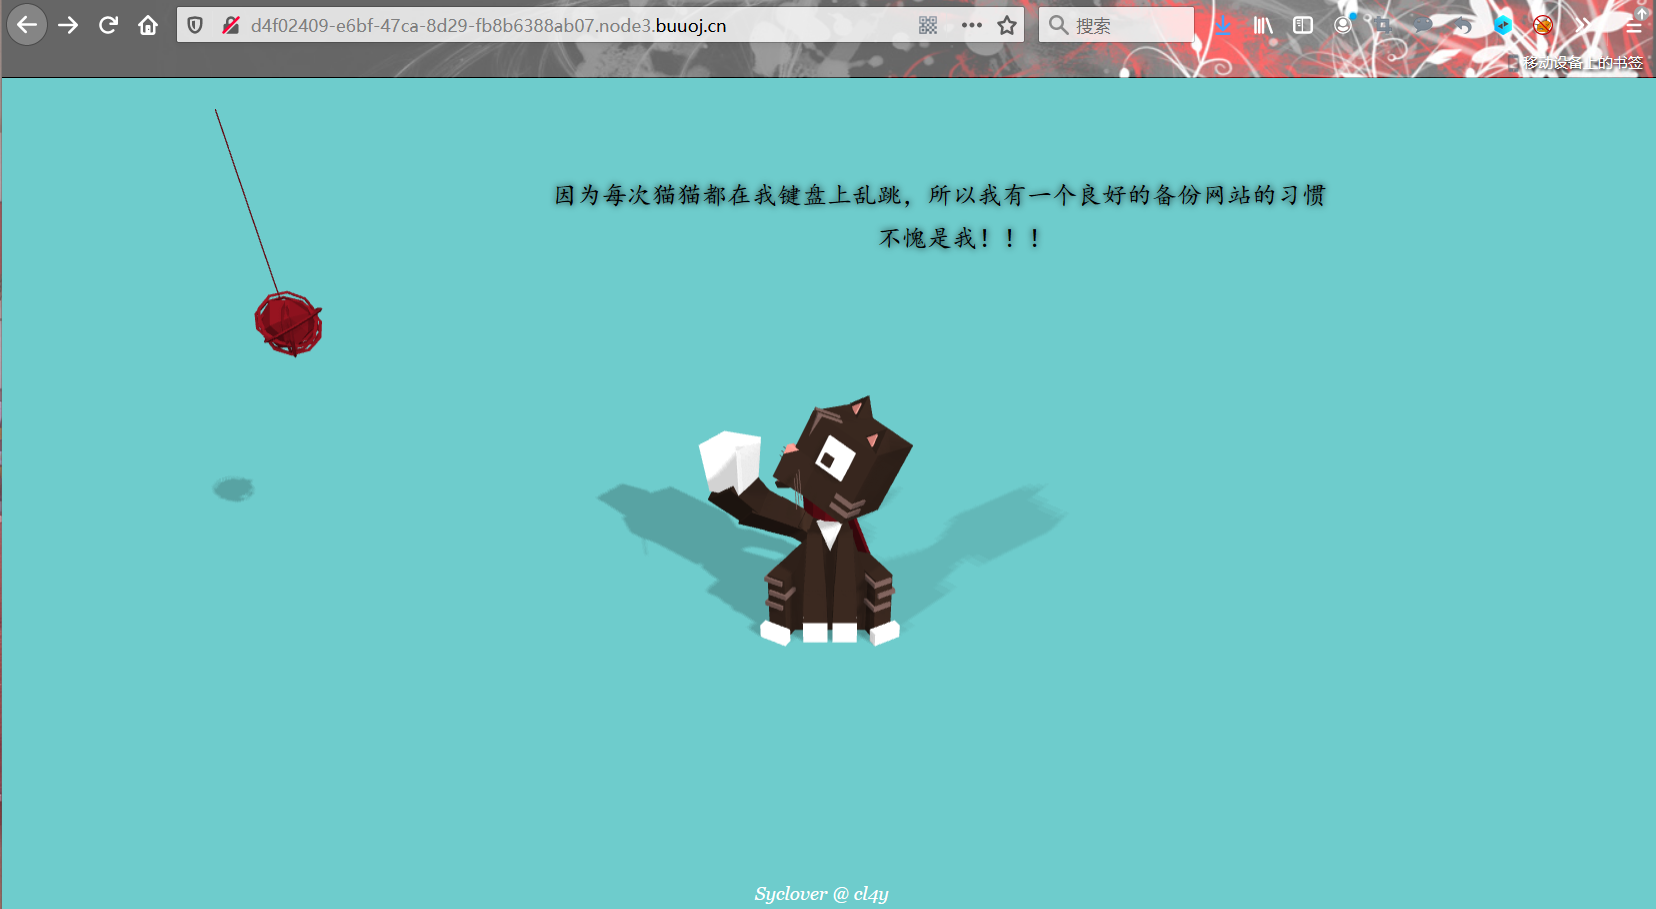 d4f02409-e6bf-47ca-8d29-fb8b6388ab07.node3.buuoj.cn
搜索
移动设备上的书签
因为每次猫猫都在我键盘上乱跳，所以我有一个良好的备份网站的习惯
不愧是我！！！
Syclover @ cl4y